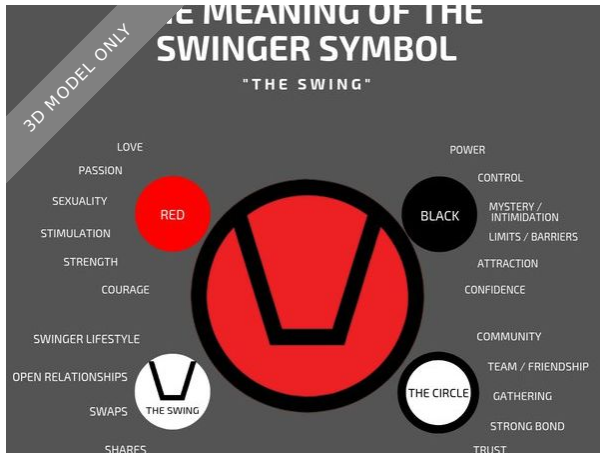 THE MEANING OF THE
SWINGER SYMBOL
"THE SWING"
3D MODEL ONLY
LOVE
PASSION
SEXUALITY
STIMULATION
STRENGTH
COURAGE
RED
POWER
CONTROL
MYSTERY /
INTIMIDATION
LIMITS / BARRIERS
ATTRACTION
CONFIDENCE
BLACK
SWINGER LIFESTYLE
OPEN RELATIONSHIPS
SWAPS
SHARES
THE SWING
COMMUNITY
TEAM / FRIENDSHIP
GATHERING
STRONG BOND
TRUST
THE CIRCLE